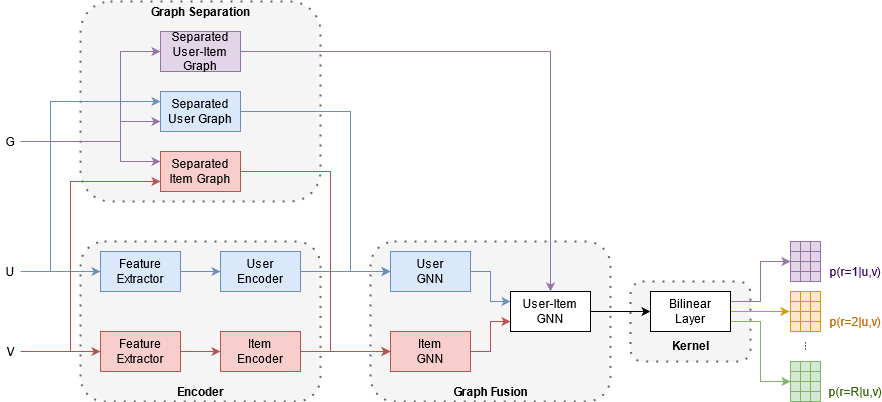 Graph Separation
Separated
User-Item
Graph
Separated
User Graph
G
Separated
Item Graph
U
Feature
Extractor
User
Encoder
User
GNN
User-Item
GNN
Bilinear
Layer
p(r=1|u,v)
p(r=2|u,v)
...
V
Feature
Extractor
Item
Encoder
Item
GNN
Kernel
Encoder
Graph Fusion
p(r=R|u,v)